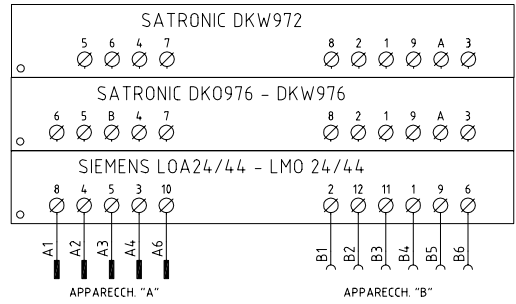 SATRONIC DKW972
5 6 4 7 8 2 1 9 A 3
SATRONIC DKO976 - DKW976
6 5 B 4 7 8 2 1 9 A 3
SIEMENS LOA24/44 - LMO 24/44
8 4 5 3 10 2 12 11 1 9 6
A1 A2 A3 A4 A6 B1 B2 B3 B4 B5 B6
APPARECCH. "A" APPARECCH. "B"